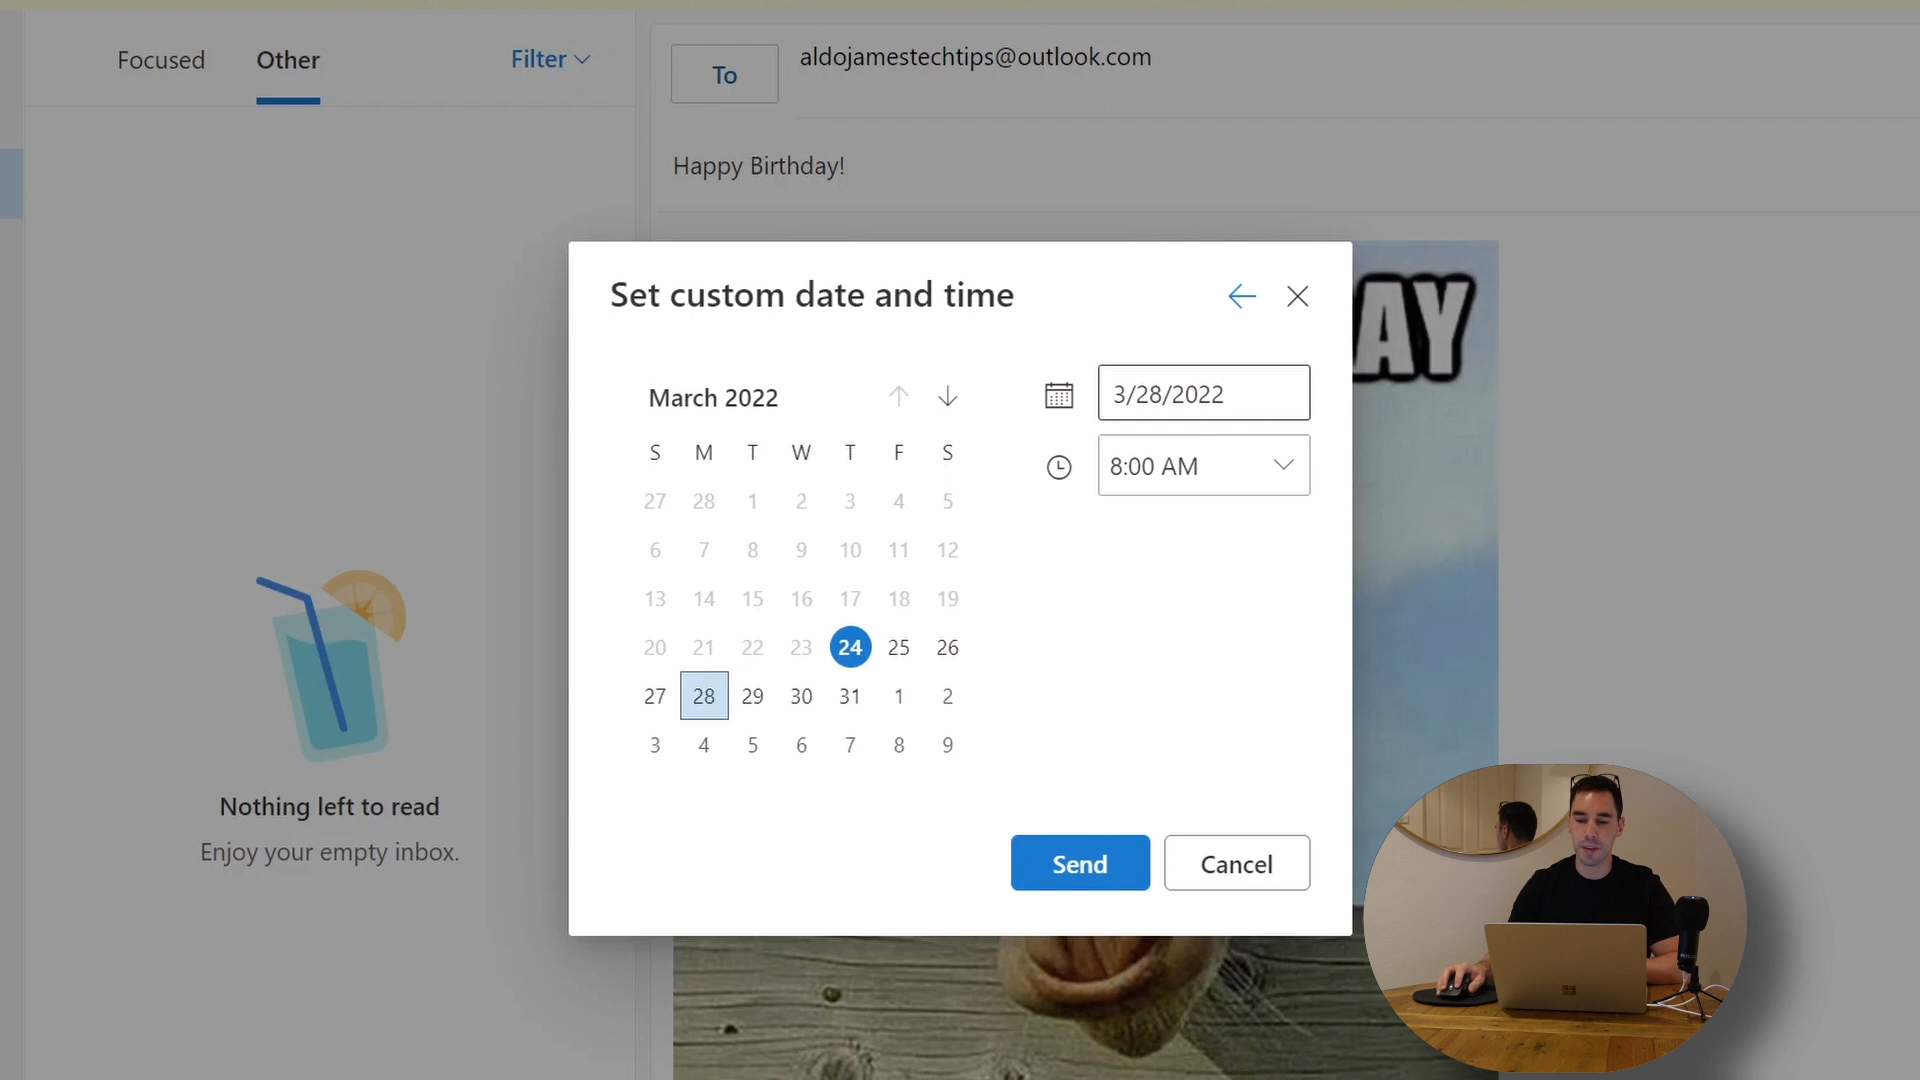 Focused Other Filter
To aldojamestechtips@outlook.com
Happy Birthday!
AY
Set custom date and time
March 2022
S M T W T F S
27 28 1 2 3 4 5
6 7 8 9 10 11 12
13 14 15 16 17 18 19
20 21 22 23 24 25 26
27 28 29 30 31 1 2
3 4 5 6 7 8 9
3/28/2022
8:00 AM
Send Cancel
Nothing left to read
Enjoy your empty inbox.